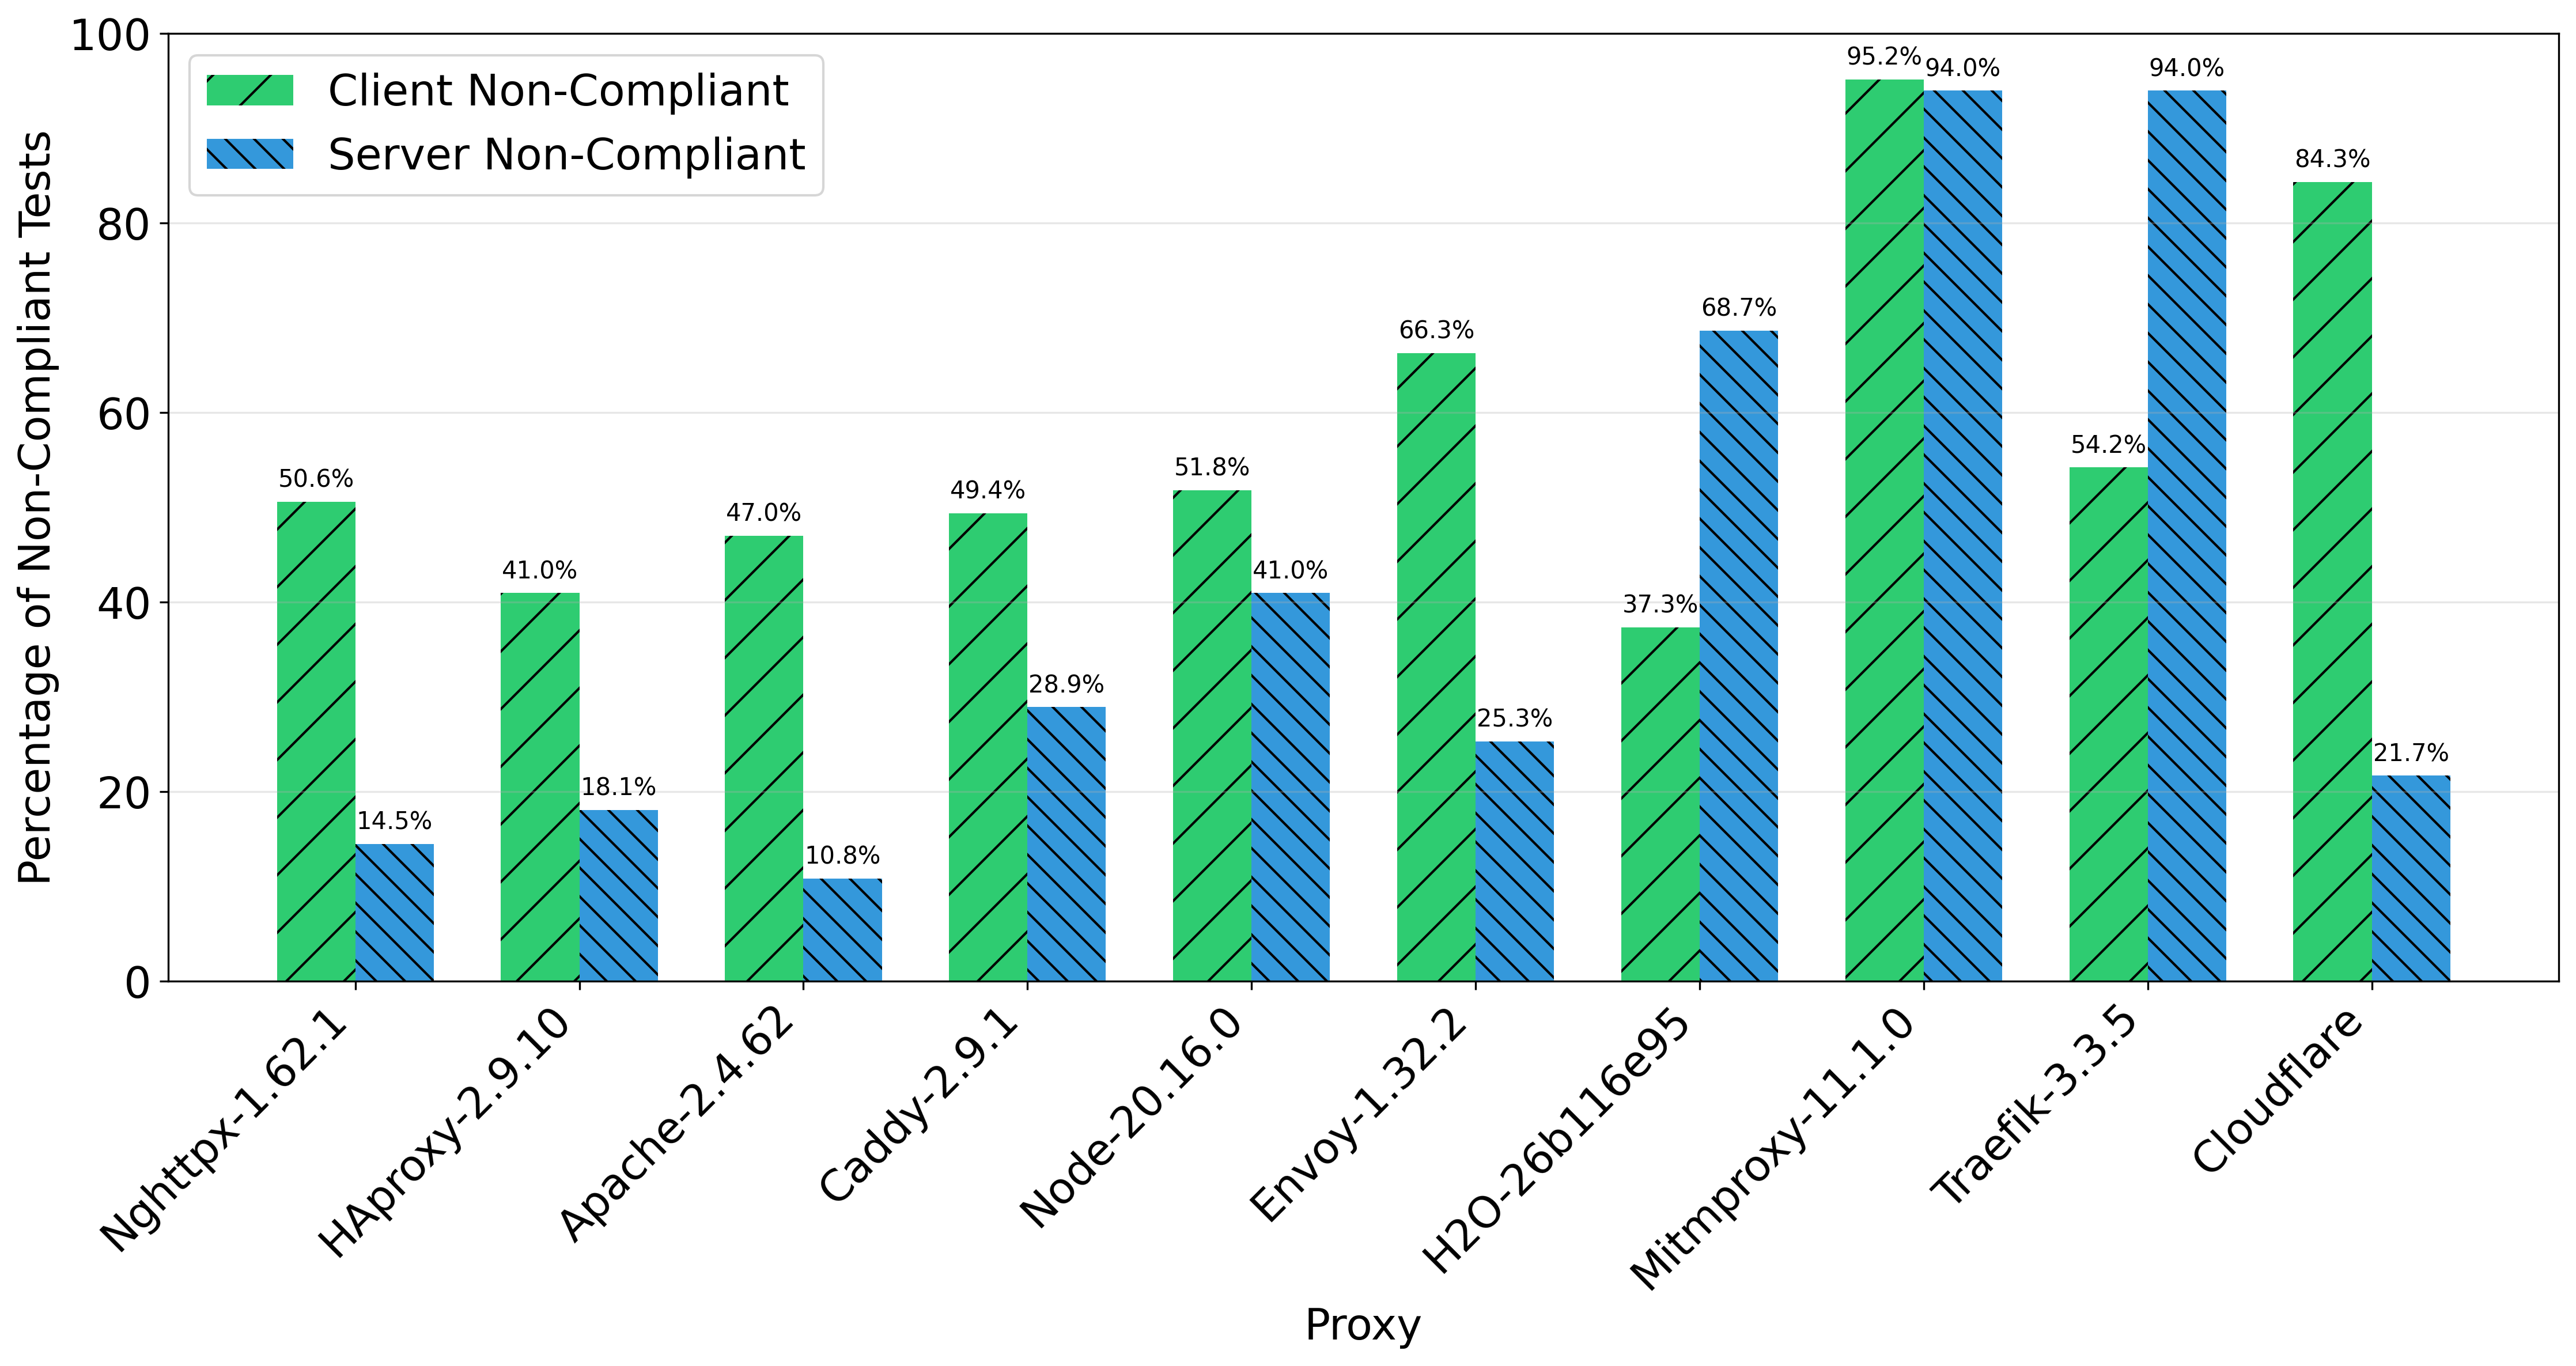 Percentage of Non-Compliant Tests
100
80
60
40
20
0
Client Non-Compliant
Server Non-Compliant
50.6%
14.5%
41.0%
18.1%
47.0%
10.8%
49.4%
28.9%
51.8%
41.0%
66.3%
25.3%
37.3%
68.7%
95.2%
94.0%
54.2%
94.0%
84.3%
21.7%
Nghttpx-1.62.1
HAproxy-2.9.10
Apache-2.4.62
Caddy-2.9.1
Node-20.16.0
Envoy-1.32.2
H2O-26b116e95
Mitmproxy-11.1.0
Traefik-3.3.5
Cloudflare
Proxy